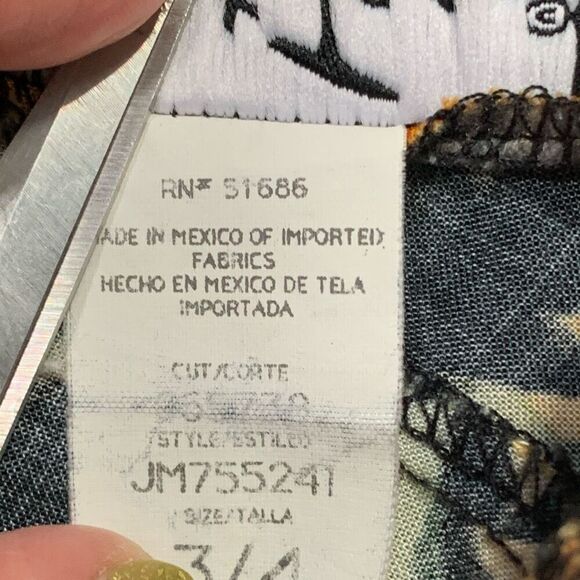 ©
RN# 51686
ADE IN MEXICO OF IMPORTED
FABRICS
HECHO EN MEXICO DE TELA
IMPORTADA
CUT/CORTE
STYLE/ESTILO
JM755241
SIZE/TALLA
3/4